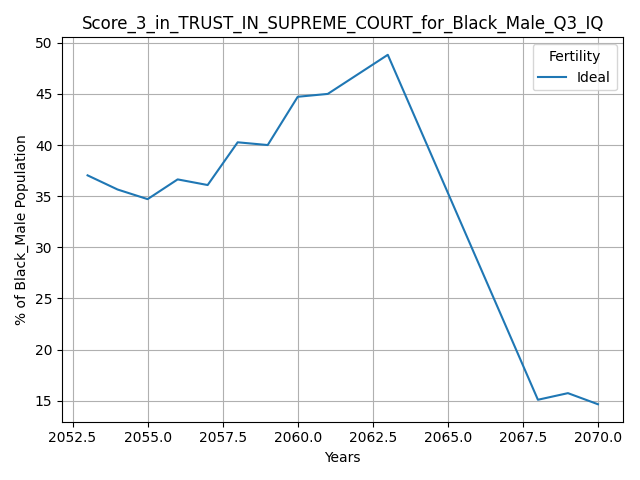 Score_3_in_TRUST_IN_SUPREME_COURT_for_Black_Male_Q3_IQ
50
45
40
35
30
25
20
15
% of Black_Male Population
Fertility
Ideal
2052.5 2055.0 2057.5 2060.0 2062.5 2065.0 2067.5 2070.0
Years